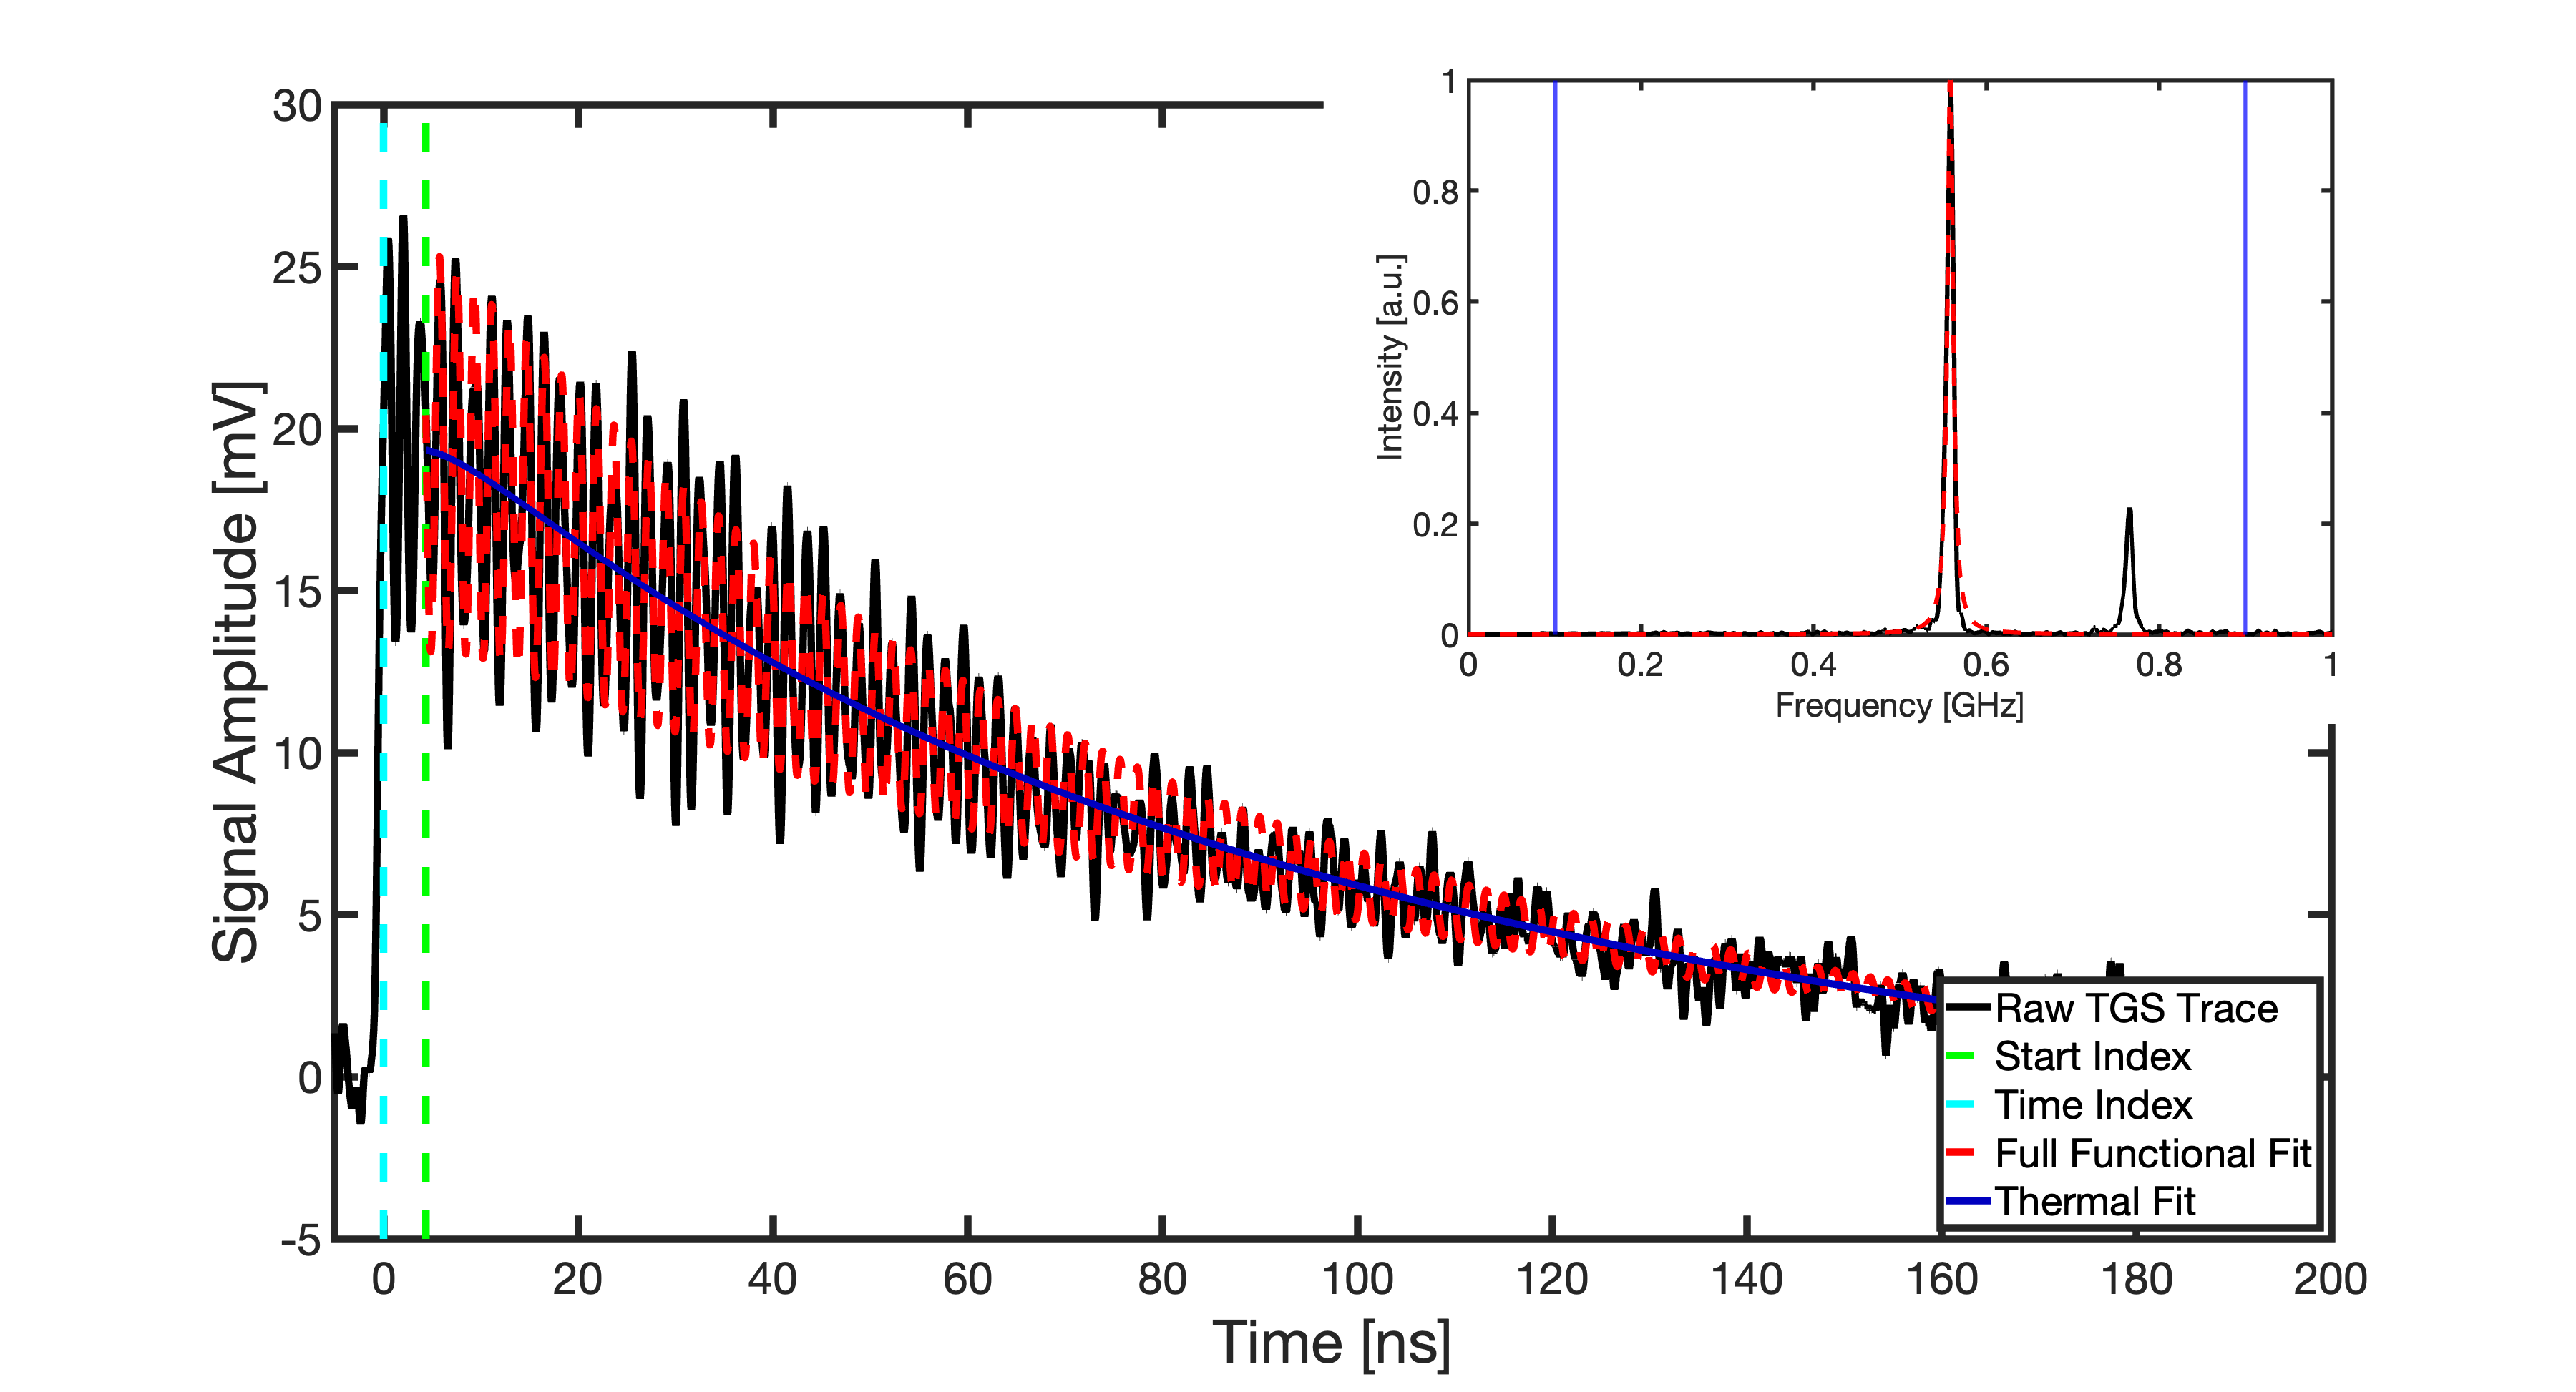 30
25
20
15
10
5
0
-5
Signal Amplitude [mV]
0 20 40 60 80 100 120 140 160 180 200
Time [ns]
1
0.8
0.6
0.4
0.2
0
Intensity [a.u.]
0 0.2 0.4 0.6 0.8 1
Frequency [GHz]
Raw TGS Trace
Start Index
Time Index
Full Functional Fit
Thermal Fit